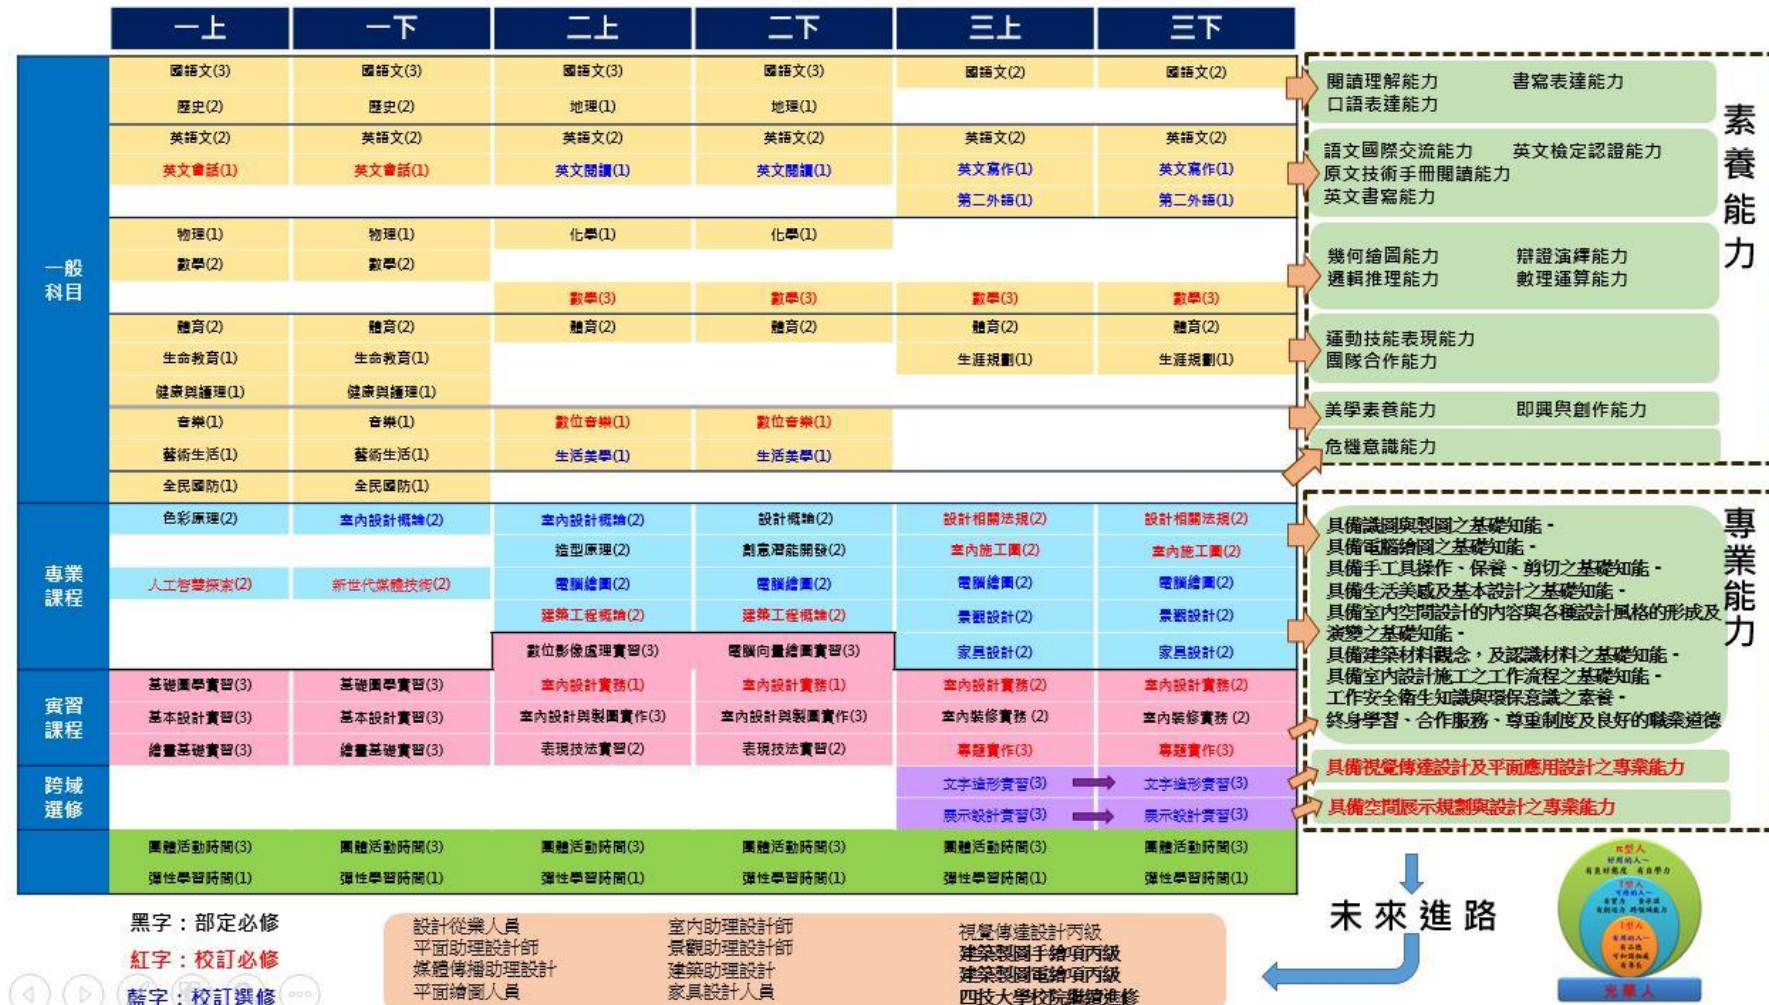 一上 一下 二上 二下 三上 三下
國語文(3) 國語文(3) 國語文(3) 國語文(3) 國語文(2) 國語文(2)
歷史(2) 歷史(2) 地理(1) 地理(1)
英語文(2) 英語文(2) 英語文(2) 英語文(2) 英語文(2) 英語文(2)
英文會話(1) 英文會話(1) 英文閱讀(1) 英文閱讀(1) 英文寫作(1) 英文寫作(1)
第二外語(1) 第二外語(1)
物理(1) 物理(1) 化學(1) 化學(1)
一般科目
數學(2) 數學(2)
數學(3) 數學(3) 數學(3) 數學(3)
體育(2) 體育(2) 體育(2) 體育(2) 體育(2) 體育(2)
生命教育(1) 生命教育(1) 生涯規劃(1) 生涯規劃(1)
健康與護理(1) 健康與護理(1)
音樂(1) 音樂(1) 數位音樂(1) 數位音樂(1)
藝術生活(1) 藝術生活(1) 生活美學(1) 生活美學(1)
全民國防(1) 全民國防(1)
專業課程
色彩原理(2) 室內設計概論(2) 室內設計概論(2) 設計概論(2) 設計相關法規(2) 設計相關法規(2)
造型原理(2) 創意潛能開發(2) 室內施工圖(2) 室內施工圖(2)
人工智慧探索(2) 新世代媒體技術(2) 電腦繪圖(2) 電腦繪圖(2) 電腦繪圖(2) 電腦繪圖(2)
建築工程概論(2) 建築工程概論(2) 景觀設計(2) 景觀設計(2)
數位影像處理實習(3) 電腦向量繪圖實習(3) 家具設計(2) 家具設計(2)
實習課程
基礎圖學實習(3) 基礎圖學實習(3) 室內設計實務(1) 室內設計實務(1) 室內設計實務(2) 室內設計實務(2)
基本設計實習(3) 基本設計實習(3) 室內設計與製圖實作(3) 室內設計與製圖實作(3) 室內裝修實務 (2) 室內裝修實務 (2)
繪畫基礎實習(3) 繪畫基礎實習(3) 表現技法實習(2) 表現技法實習(2) 專題實作(3) 專題實作(3)
跨域選修
文字造形實習(3) 文字造形實習(3)
展示設計實習(3) 展示設計實習(3)
團體活動時間(3) 團體活動時間(3) 團體活動時間(3) 團體活動時間(3) 團體活動時間(3) 團體活動時間(3)
彈性學習時間(1) 彈性學習時間(1) 彈性學習時間(1) 彈性學習時間(1) 彈性學習時間(1) 彈性學習時間(1)
素養能力
閱讀理解能力 書寫表達能力
口語表達能力
語文國際交流能力 英文檢定認證能力
原文技術手冊閱讀能力
英文書寫能力
幾何繪圖能力 辯證演繹能力
邏輯推理能力 數理運算能力
運動技能表現能力
團隊合作能力
美學素養能力 即興與創作能力
危機意識能力
專業能力
具備識圖與製圖之基礎知能。
具備電腦繪圖之基礎知能。
具備手工具操作、保養、剪切之基礎知能。
具備生活美感及基本設計之基礎知能。
具備室內空間設計的內容與各種設計風格的形成及
演變之基礎知能。
具備建築材料觀念，及認識材料之基礎知能。
具備室內設計施工之工作流程之基礎知能。
工作安全衛生知識與環保意識之素養。
終身學習、合作服務、尊重制度及良好的職業道德
具備視覺傳達設計及平面應用設計之專業能力
具備空間展示規劃與設計之專業能力
未來進路
黑字：部定必修
紅字：校訂必修
藍字：校訂選修
設計從業人員 室內助理設計師 視覺傳達設計丙級
平面助理設計師 景觀助理設計師 建築製圖手繪項丙級
媒體傳播助理設計 建築助理設計 建築製圖電繪項丙級
平面繪圖人員 家具設計人員 四技大學校院繼續進修
π型人
好用的人~
有良好態度 有自學力
T型人
可用的人~
I型人
有用的人~
有品德
有專長
光華人